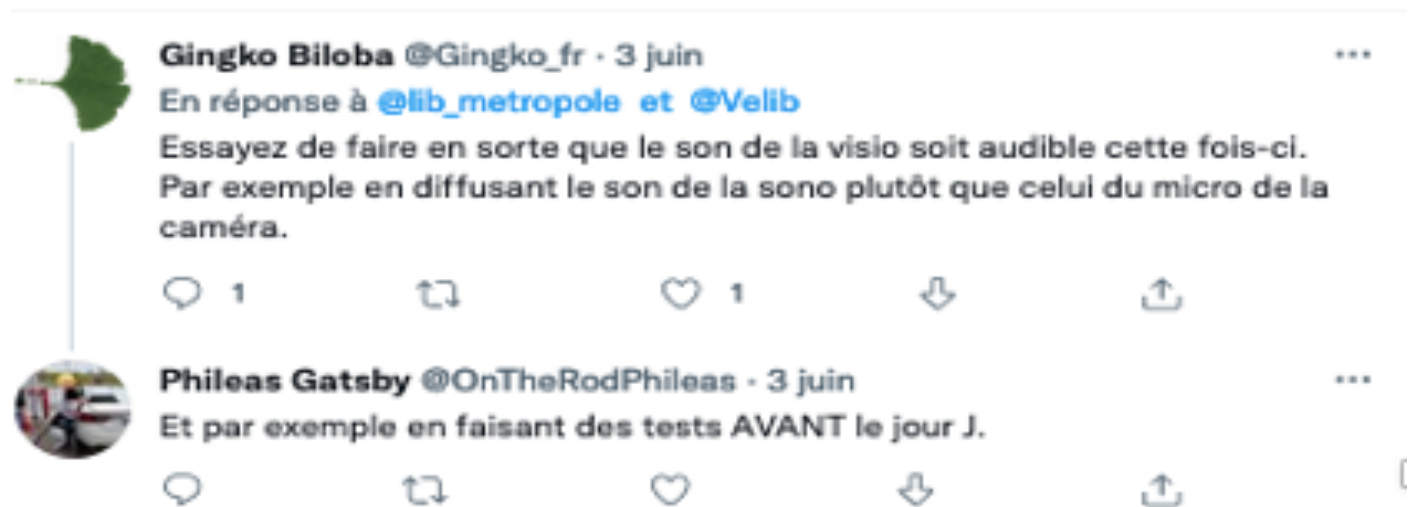 Gingko Biloba @Gingko_fr · 3 juin
En réponse à @lib_metropole et @Velib
Essayez de faire en sorte que le son de la visio soit audible cette fois-ci.
Par exemple en diffusant le son de la sono plutôt que celui du micro de la
caméra.
1 1
Phileas Gatsby @OnTheRodPhileas · 3 juin
Et par exemple en faisant des tests AVANT le jour J.